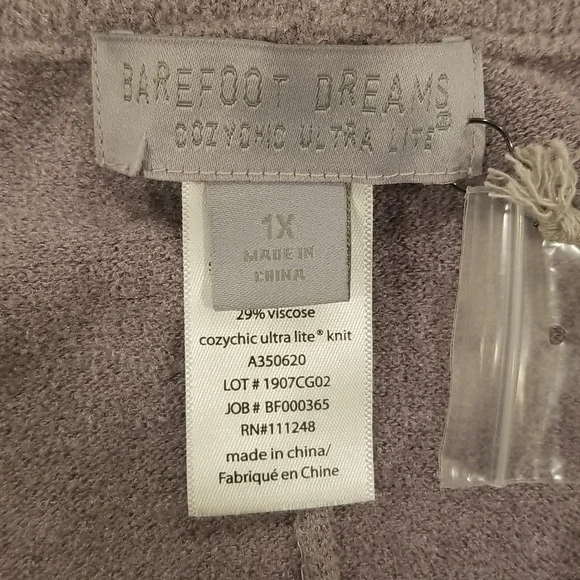 BAREFOOT DREAMS®
COZYCHIC ULTRA LITE
1X
MADE IN
CHINA
29% viscose
cozychic ultra lite® knit
A350620
LOT # 1907CG02
JOB # BF000365
RN#111248
made in china/
Fabriqué en Chine